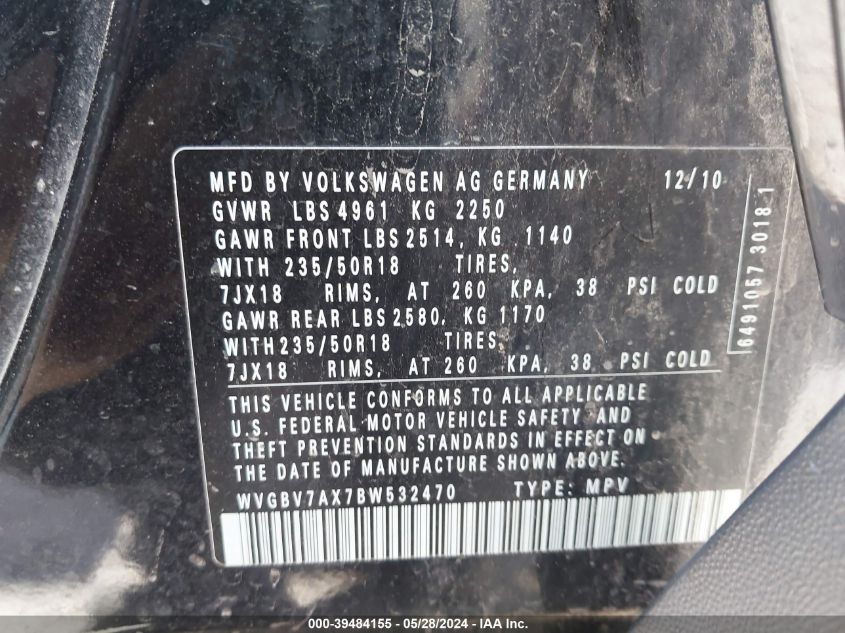 MFD BY VOLKSWAGEN AG GERMANY 12/10
GVWR LBS 4961 KG 2250
GAWR FRONT LBS 2514, KG 1140
WITH 235/50R18 TIRES,
7JX18 RIMS, AT 260 KPA, 38 PSI COLD
GAWR REAR LBS 2580, KG 1170
WITH 235/50R18 TIRES,
7JX18 RIMS, AT 260 KPA, 38 PSI COLD
THIS VEHICLE CONFORMS TO ALL APPLICABLE
U.S. FEDERAL MOTOR VEHICLE SAFETY AND
THEFT PREVENTION STANDARDS IN EFFECT ON
THE DATE OF MANUFACTURE SHOWN ABOVE.
WVGBV7AX7BW532470 TYPE: MPV
6491057 3018 1
000-39484155 - 05/28/2024 - IAA Inc.